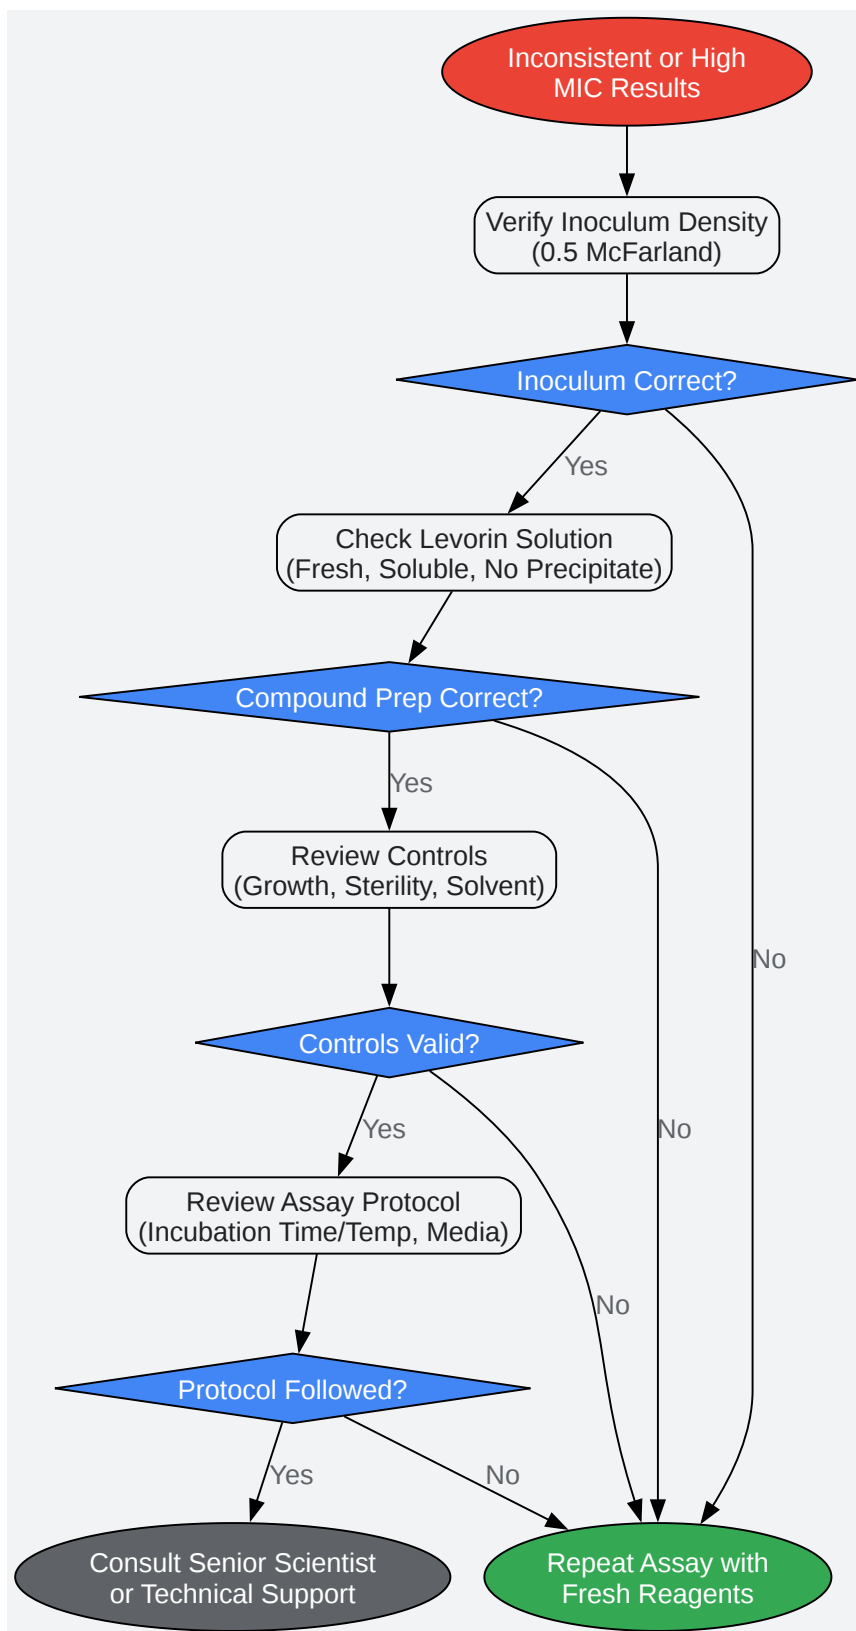 Inconsistent or High
MIC Results
Verify Inoculum Density
(0.5 McFarland)
Inoculum Correct?
Yes
Check Levorin Solution
(Fresh, Soluble, No Precipitate)
Compound Prep Correct?
Yes
Review Controls
(Growth, Sterility, Solvent)
No
Controls Valid?
Yes
No
Review Assay Protocol
(Incubation Time/Temp, Media)
No
Protocol Followed?
Yes
No
Consult Senior Scientist
or Technical Support
Repeat Assay with
Fresh Reagents